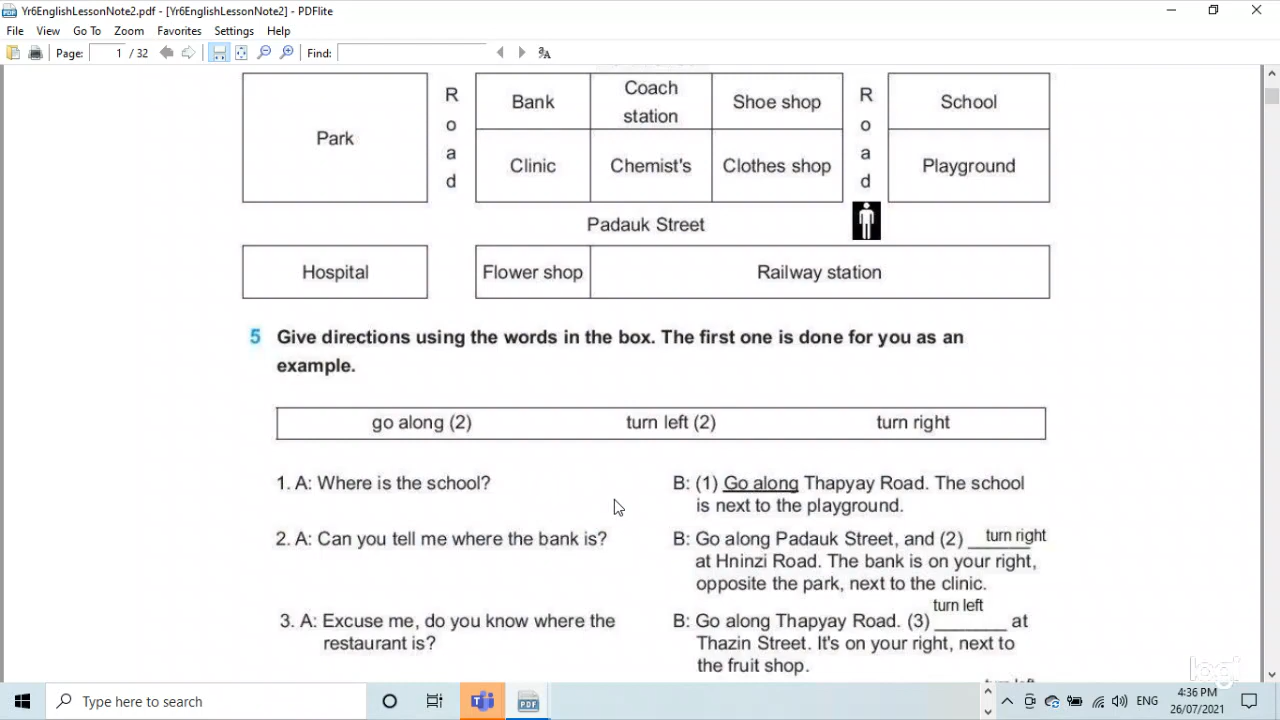 Yr6EnglishLessonNote2.pdf - [Yr6EnglishLessonNote2] - PDFlite
File View Go To Zoom Favorites Settings Help
Page: 1 / 32 Find:
Park
Road
Bank
Coach station
Shoe shop
Road
School
Clinic
Chemist's
Clothes shop
Playground
Padauk Street
Hospital
Flower shop
Railway station
5 Give directions using the words in the box. The first one is done for you as an
example.
go along (2) turn left (2) turn right
1. A: Where is the school?
B: (1) Go along Thapyay Road. The school
is next to the playground.
2. A: Can you tell me where the bank is?
B: Go along Padauk Street, and (2) turn right
at Hninzi Road. The bank is on your right,
opposite the park, next to the clinic.
3. A: Excuse me, do you know where the
restaurant is?
B: Go along Thapyay Road. (3) turn left at
Thazin Street. It's on your right, next to
the fruit shop.
Type here to search
ENG
4:36 PM
26/07/2021